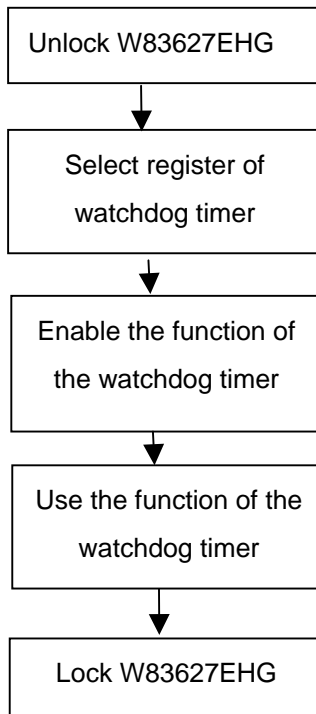 Unlock W83627EHG
Select register of
watchdog timer
Enable the function of
the watchdog timer
Use the function of the
watchdog timer
Lock W83627EHG